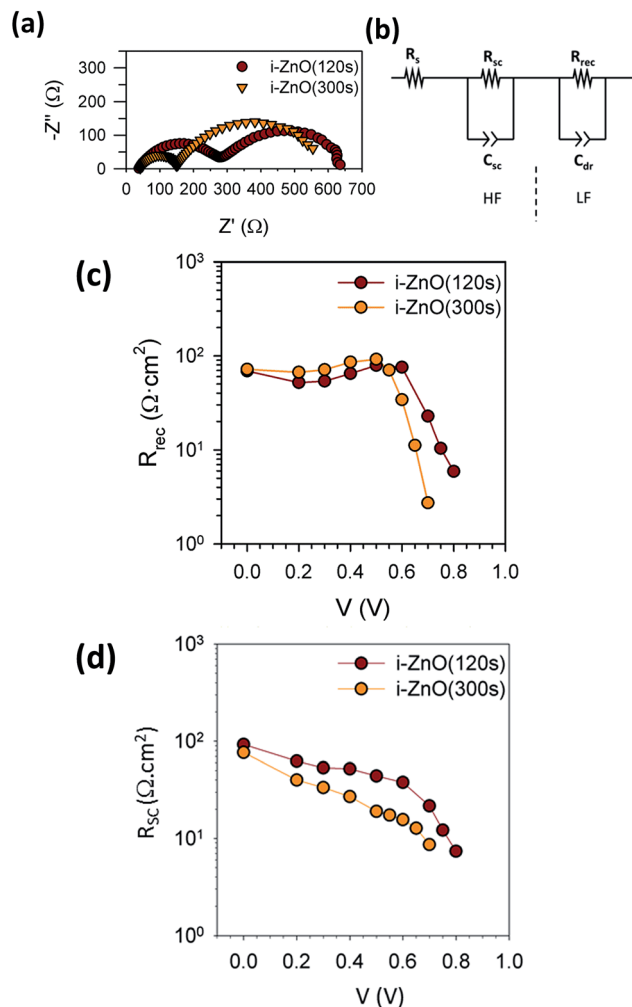 (a)
i-ZnO(120s)
i-ZnO(300s)
-Z" (Ω)
300
200
100
0
0 100 200 300 400 500 600 700
Z' (Ω)
(b)
Rs
Rsc
Rrec
Csc
Cdr
HF
LF
(c)
i-ZnO(120s)
i-ZnO(300s)
Rrec (Ω·cm²)
10³
10²
10¹
10⁰
0.0 0.2 0.4 0.6 0.8 1.0
V (V)
(d)
i-ZnO(120s)
i-ZnO(300s)
RSC (Ω.cm²)
10³
10²
10¹
10⁰
0.0 0.2 0.4 0.6 0.8 1.0
V (V)